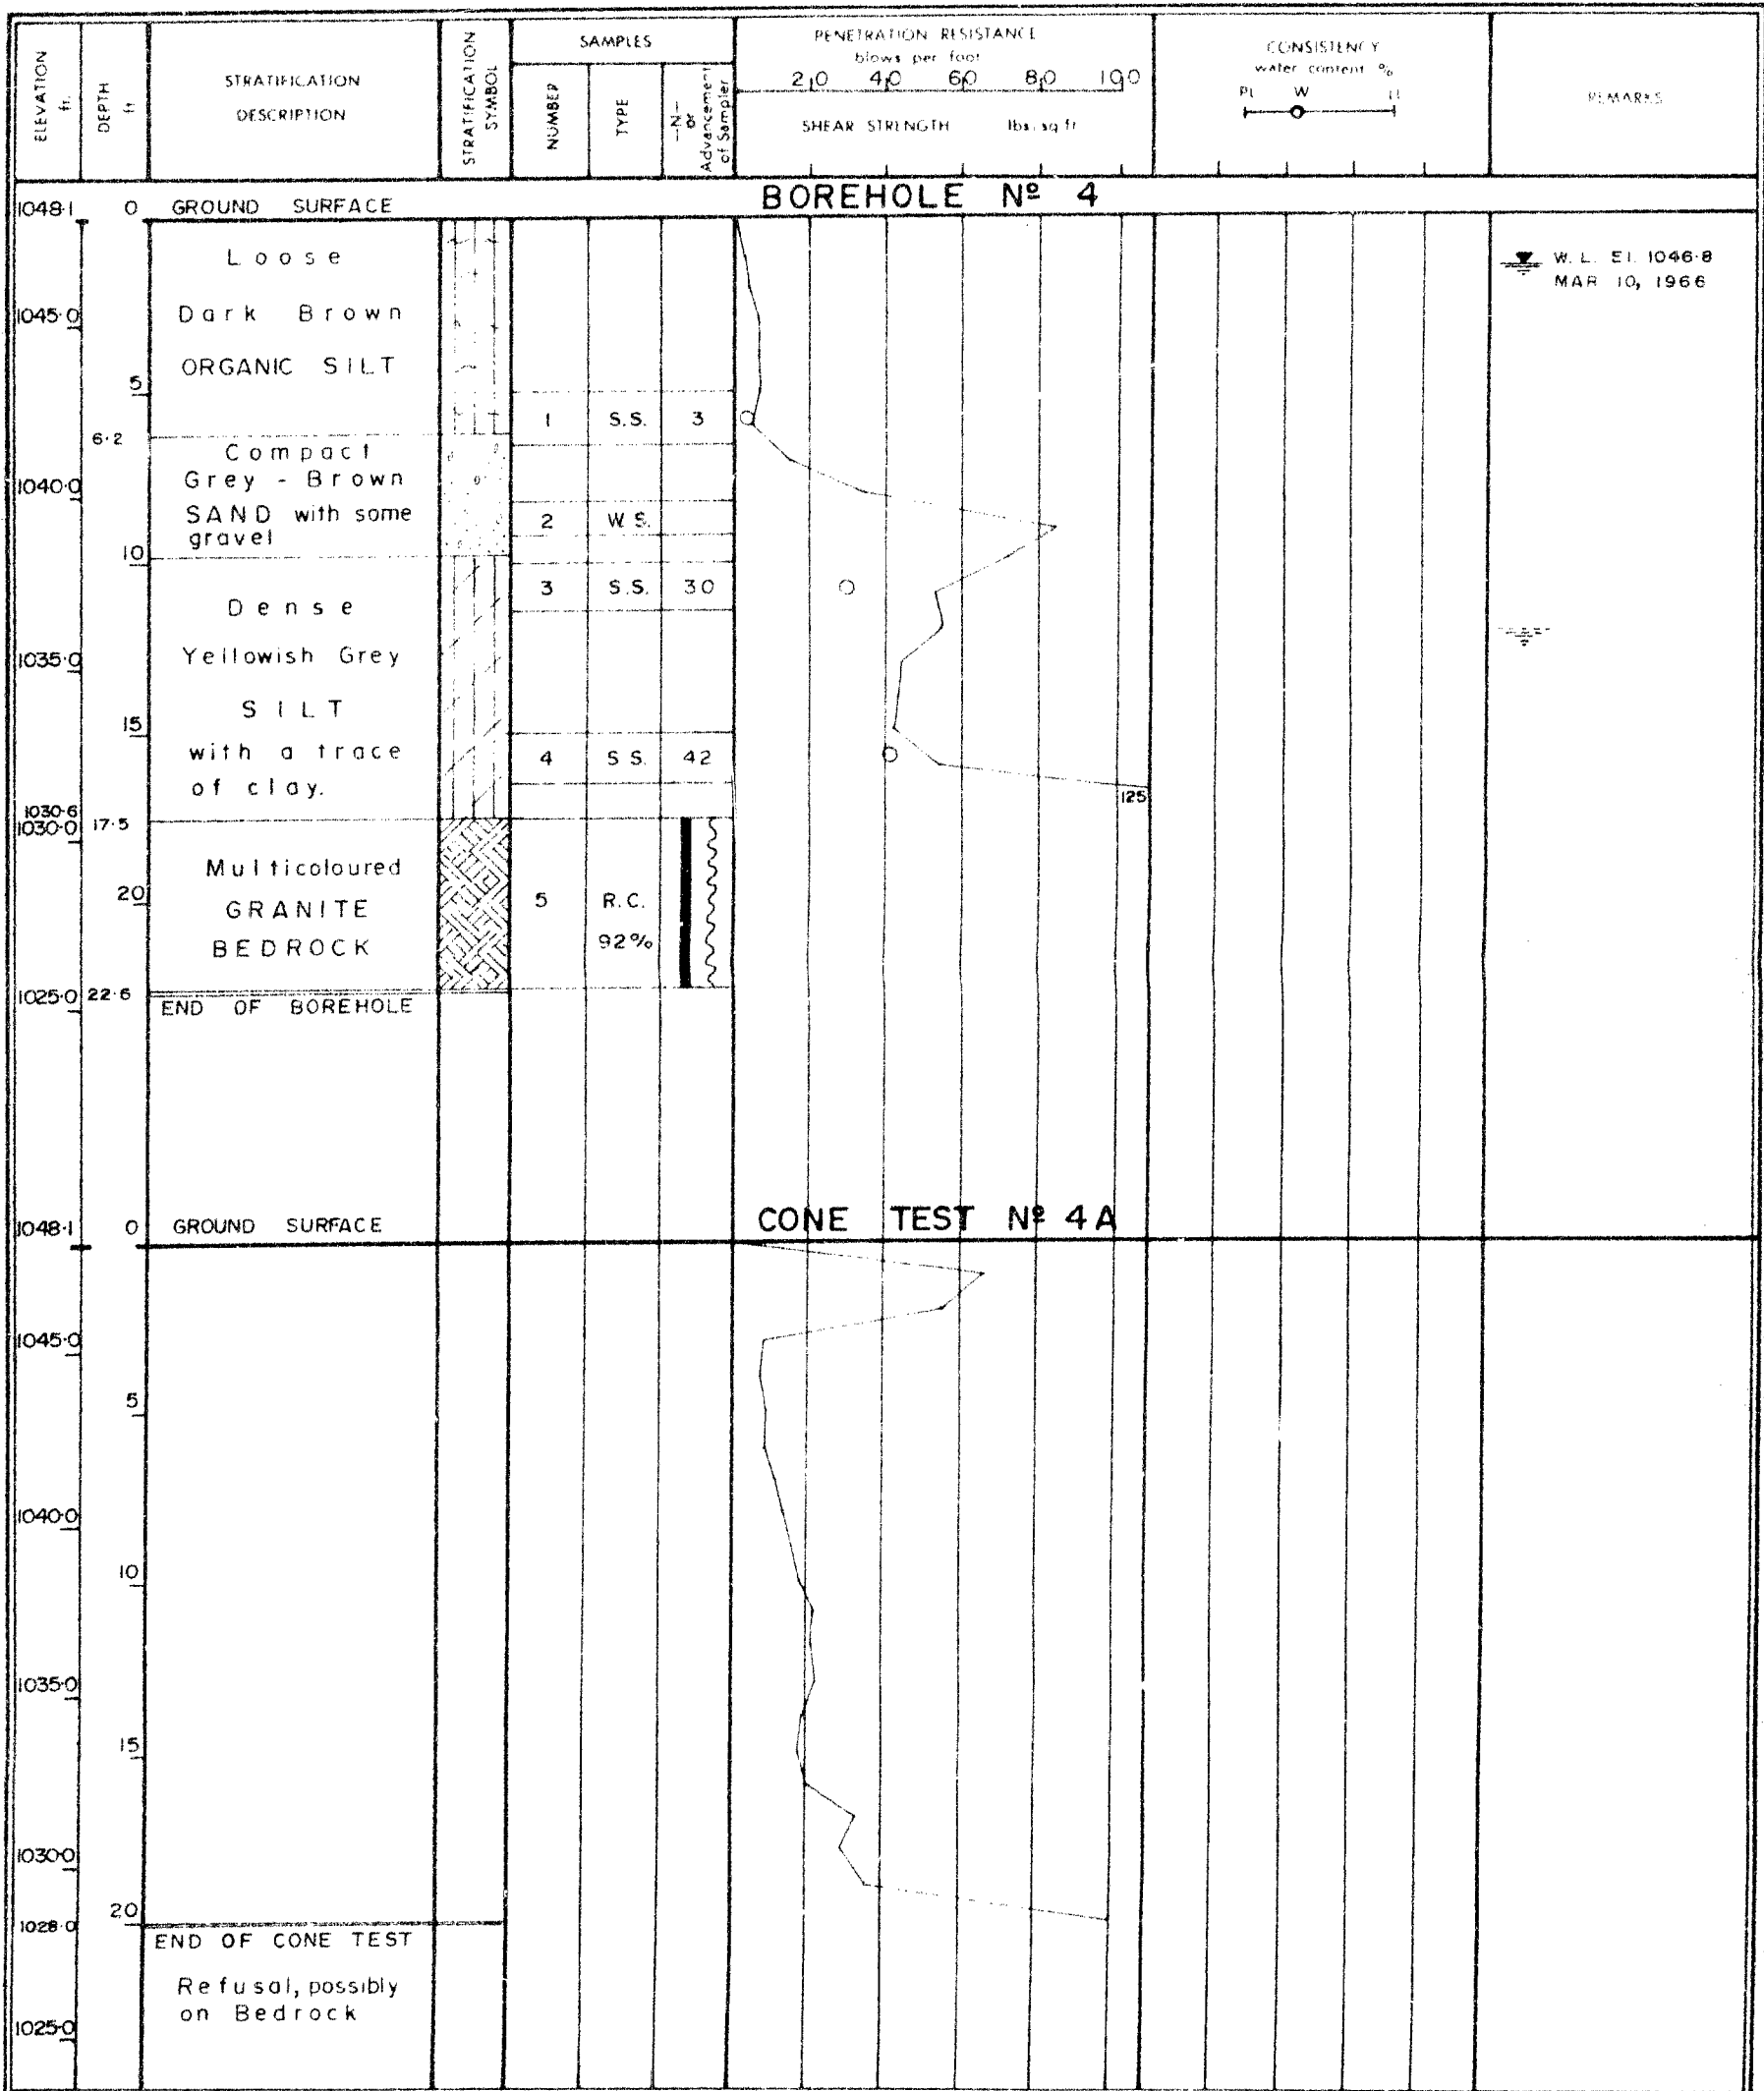 ELEVATION ft.
DEPTH ft
STRATIFICATION
DESCRIPTION
STRATIFICATION
SYMBOL
SAMPLES
NUMBER
TYPE
-N-
or
Advancement
of Sampler
PENETRATION RESISTANCE
blows per foot
20 40 60 80 100
SHEAR STRENGTH lbs. sq. ft
CONSISTENCY
water content %
PL W LL
REMARKS
BOREHOLE Nº 4
1048·1 0 GROUND SURFACE
Loose
W. L. El. 1046·8
MAR 10, 1966
1045·0
Dark Brown
ORGANIC SILT
5
1 S.S. 3
6·2
Compact
1040·0
Grey - Brown
SAND with some
gravel
2 W.S.
10
3 S.S. 30
Dense
1035·0
Yellowish Grey
SILT
15
with a trace
4 S.S. 42
of clay.
125
1030·6
1030·0 17·5
Multicoloured
20
GRANITE
5 R.C.
BEDROCK
92%
1025·0 22·6
END OF BOREHOLE
CONE TEST Nº 4A
1048·1 0 GROUND SURFACE
1045·0
5
1040·0
10
1035·0
15
1030·0
20
1028·0
END OF CONE TEST
Refusal, possibly
on Bedrock
1025·0